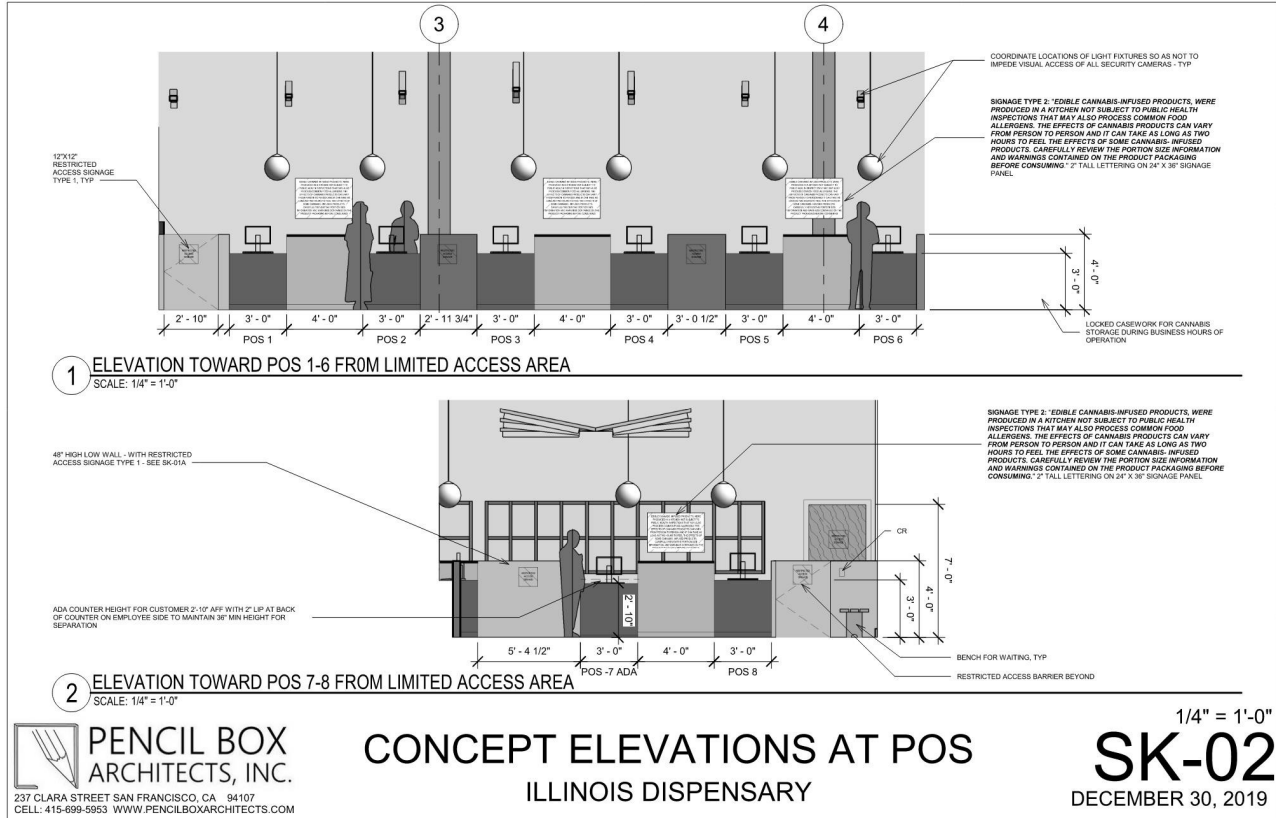 3
4
COORDINATE LOCATIONS OF LIGHT FIXTURES SO AS NOT TO
IMPEDE VISUAL ACCESS OF ALL SECURITY CAMERAS - TYP
SIGNAGE TYPE 2: "EDIBLE CANNABIS-INFUSED PRODUCTS, WERE
PRODUCED IN A KITCHEN NOT SUBJECT TO PUBLIC HEALTH
INSPECTIONS THAT MAY ALSO PROCESS COMMON FOOD
ALLERGENS. THE EFFECTS OF CANNABIS PRODUCTS CAN VARY
FROM PERSON TO PERSON AND IT CAN TAKE AS LONG AS TWO
HOURS TO FEEL THE EFFECTS OF SOME CANNABIS- INFUSED
PRODUCTS. CAREFULLY REVIEW THE PORTION SIZE INFORMATION
AND WARNINGS CONTAINED ON THE PRODUCT PACKAGING
BEFORE CONSUMING." 2" TALL LETTERING ON 24" X 36" SIGNAGE
PANEL
12"X12"
RESTRICTED
ACCESS SIGNAGE
TYPE 1, TYP
4' - 0"
3' - 0"
2' - 10"
3' - 0"
4' - 0"
3' - 0"
2' - 11 3/4"
3' - 0"
4' - 0"
3' - 0"
3' - 0 1/2"
3' - 0"
4' - 0"
3' - 0"
POS 1
POS 2
POS 3
POS 4
POS 5
POS 6
LOCKED CASEWORK FOR CANNABIS
STORAGE DURING BUSINESS HOURS OF
OPERATION
1
ELEVATION TOWARD POS 1-6 FR0M LIMITED ACCESS AREA
SCALE: 1/4" = 1'-0"
SIGNAGE TYPE 2: "EDIBLE CANNABIS-INFUSED PRODUCTS, WERE
PRODUCED IN A KITCHEN NOT SUBJECT TO PUBLIC HEALTH
INSPECTIONS THAT MAY ALSO PROCESS COMMON FOOD
ALLERGENS. THE EFFECTS OF CANNABIS PRODUCTS CAN VARY
FROM PERSON TO PERSON AND IT CAN TAKE AS LONG AS TWO
HOURS TO FEEL THE EFFECTS OF SOME CANNABIS- INFUSED
PRODUCTS. CAREFULLY REVIEW THE PORTION SIZE INFORMATION
AND WARNINGS CONTAINED ON THE PRODUCT PACKAGING BEFORE
CONSUMING." 2" TALL LETTERING ON 24" X 36" SIGNAGE PANEL
48" HIGH LOW WALL - WITH RESTRICTED
ACCESS SIGNAGE TYPE 1 - SEE SK-01A
CR
7' - 0"
4' - 0"
3' - 0"
2' - 10"
ADA COUNTER HEIGHT FOR CUSTOMER 2'-10" AFF WITH 2" LIP AT BACK
OF COUNTER ON EMPLOYEE SIDE TO MAINTAIN 36" MIN HEIGHT FOR
SEPARATION
5' - 4 1/2"
3' - 0"
4' - 0"
3' - 0"
POS -7 ADA
POS 8
BENCH FOR WAITING, TYP
RESTRICTED ACCESS BARRIER BEYOND
2
ELEVATION TOWARD POS 7-8 FROM LIMITED ACCESS AREA
SCALE: 1/4" = 1'-0"
PENCIL BOX
ARCHITECTS, INC.
237 CLARA STREET SAN FRANCISCO, CA 94107
CELL: 415-699-5953 WWW.PENCILBOXARCHITECTS.COM
CONCEPT ELEVATIONS AT POS
ILLINOIS DISPENSARY
1/4" = 1'-0"
SK-02
DECEMBER 30, 2019